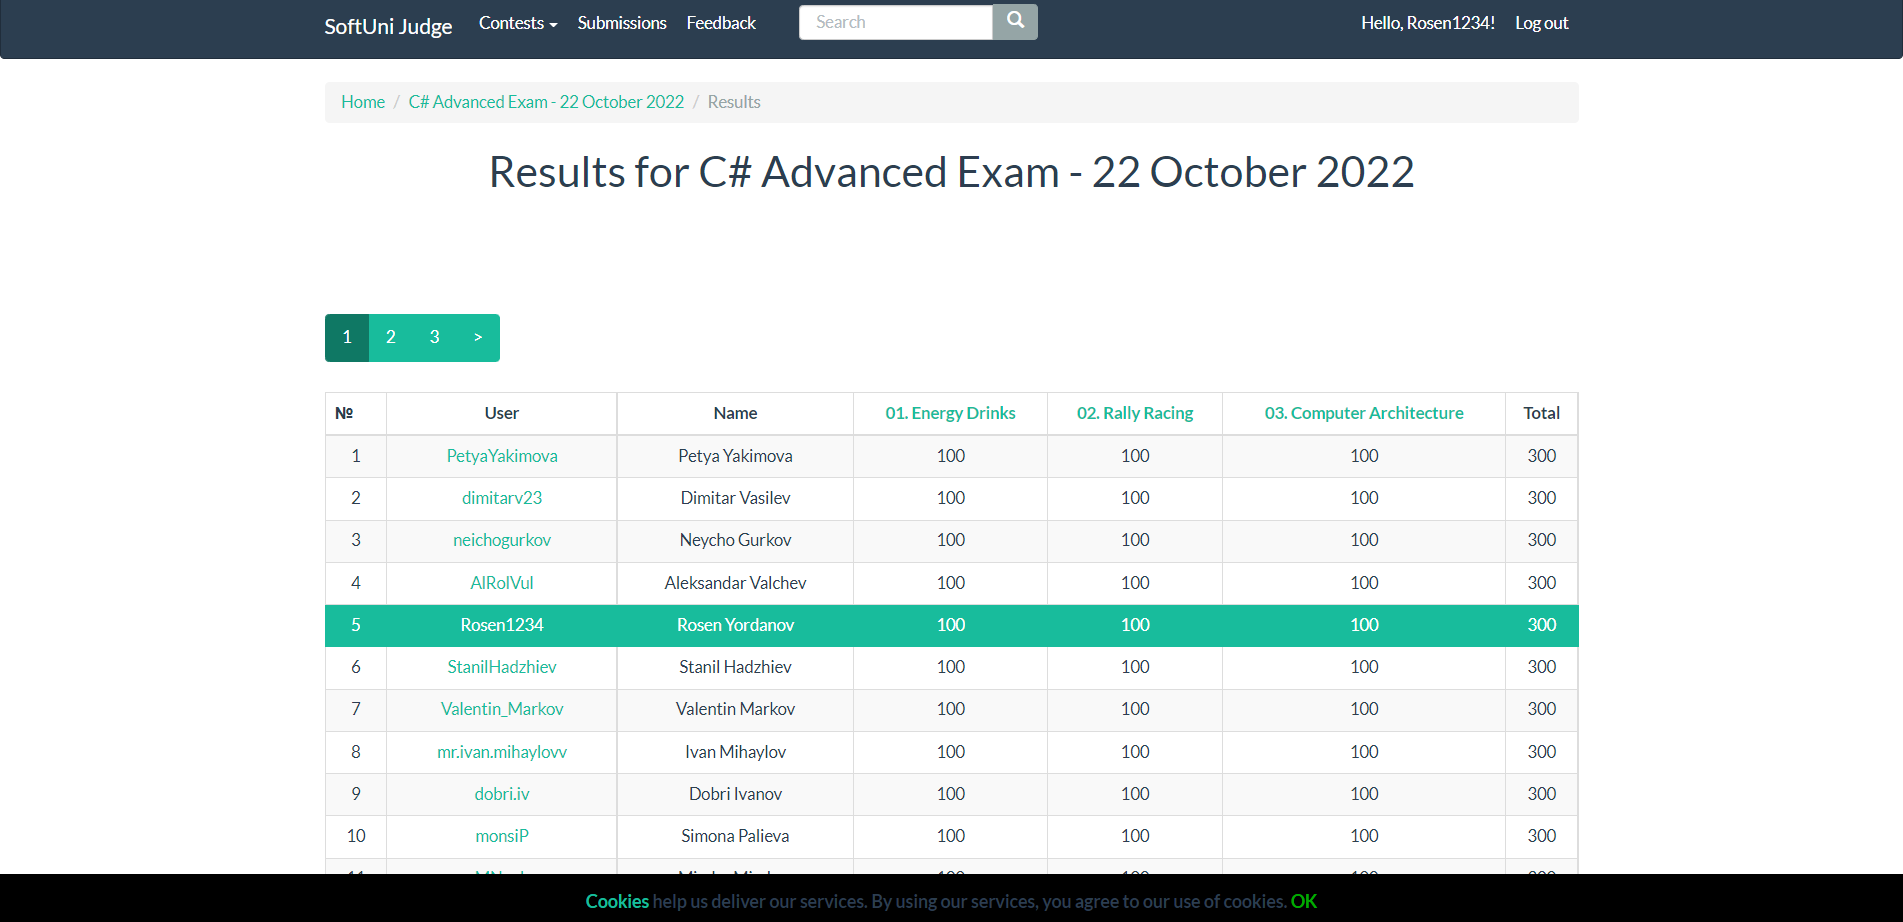 SoftUni Judge Contests Submissions Feedback Search Hello, Rosen1234! Log out
Home / C# Advanced Exam - 22 October 2022 / Results
Results for C# Advanced Exam - 22 October 2022
1 2 3 >
№ User Name 01. Energy Drinks 02. Rally Racing 03. Computer Architecture Total
1 PetyaYakimova Petya Yakimova 100 100 100 300
2 dimitarv23 Dimitar Vasilev 100 100 100 300
3 neichogurkov Neycho Gurkov 100 100 100 300
4 AlRolVul Aleksandar Valchev 100 100 100 300
5 Rosen1234 Rosen Yordanov 100 100 100 300
6 StanilHadzhiev Stanil Hadzhiev 100 100 100 300
7 Valentin_Markov Valentin Markov 100 100 100 300
8 mr.ivan.mihaylovv Ivan Mihaylov 100 100 100 300
9 dobri.iv Dobri Ivanov 100 100 100 300
10 monsiP Simona Palieva 100 100 100 300
Cookies help us deliver our services. By using our services, you agree to our use of cookies. OK